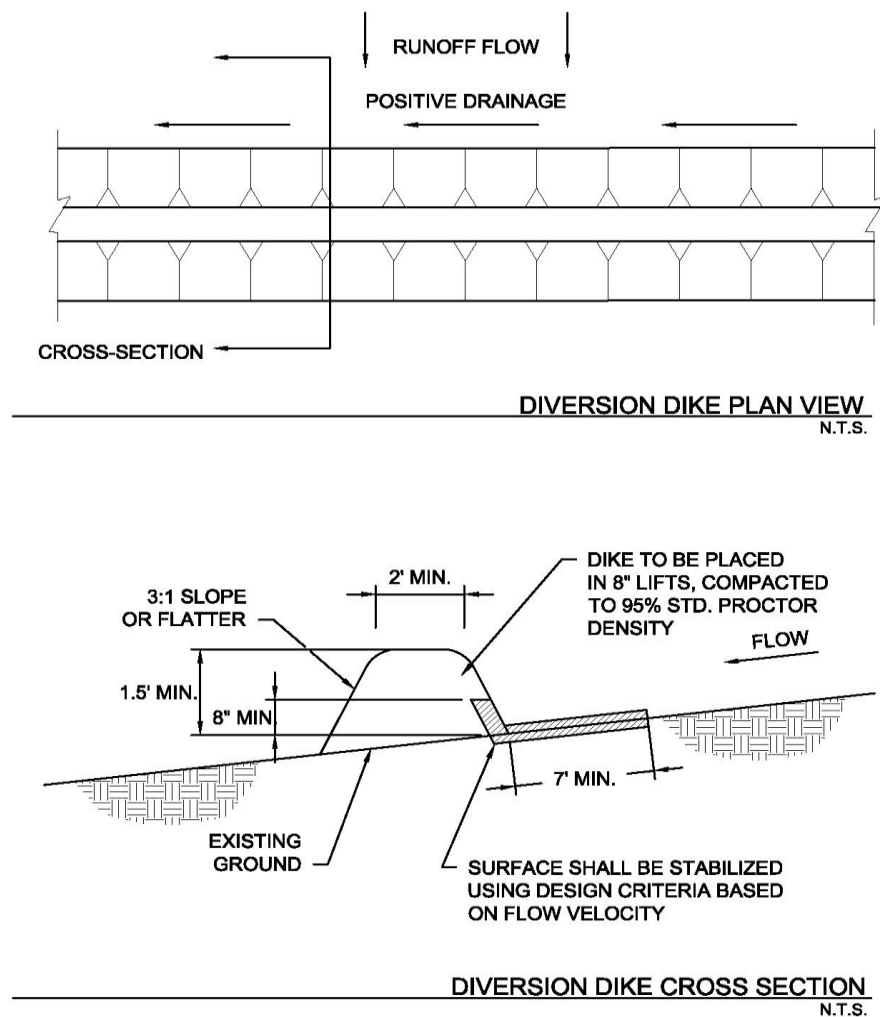 RUNOFF FLOW
POSITIVE DRAINAGE
CROSS-SECTION
DIVERSION DIKE PLAN VIEW
N.T.S.
2' MIN.
3:1 SLOPE
OR FLATTER
DIKE TO BE PLACED
IN 8" LIFTS, COMPACTED
TO 95% STD. PROCTOR
DENSITY
FLOW
1.5' MIN.
8" MIN
7' MIN.
EXISTING
GROUND
SURFACE SHALL BE STABILIZED
USING DESIGN CRITERIA BASED
ON FLOW VELOCITY
DIVERSION DIKE CROSS SECTION
N.T.S.